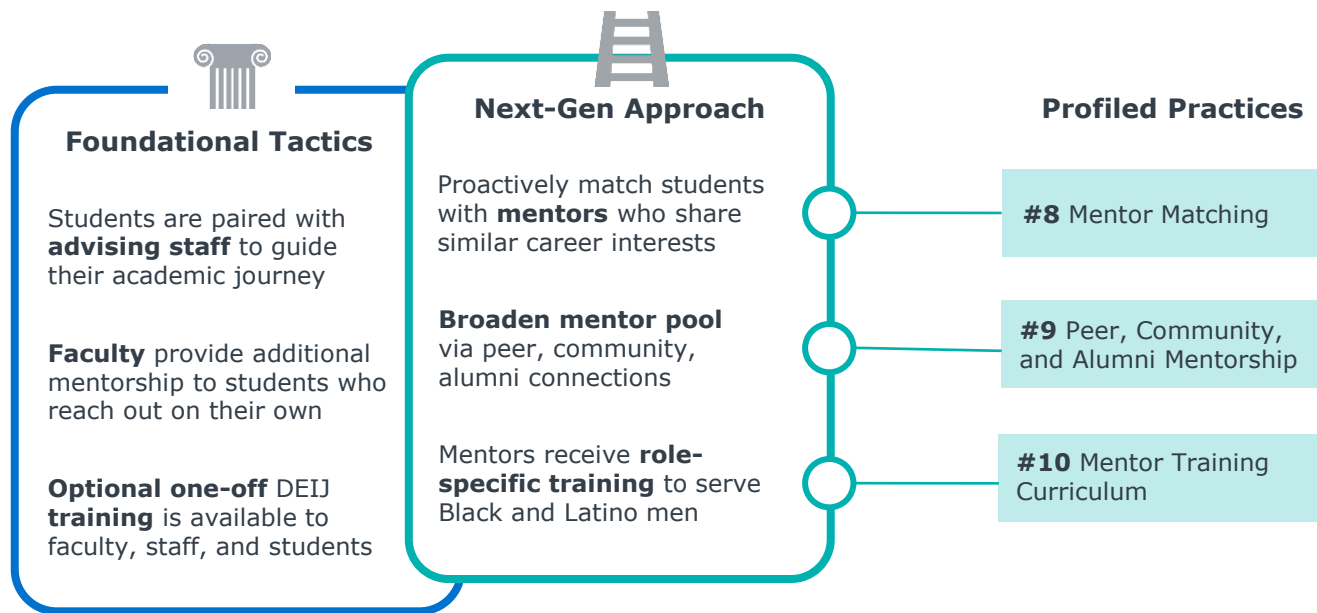 Foundational Tactics
Students are paired with
advising staff to guide
their academic journey
Faculty provide additional
mentorship to students who
reach out on their own
Optional one-off DEIJ
training is available to
faculty, staff, and students
Next-Gen Approach
Proactively match students
with mentors who share
similar career interests
Broaden mentor pool
via peer, community,
alumni connections
Mentors receive role-
specific training to serve
Black and Latino men
Profiled Practices
#8 Mentor Matching
#9 Peer, Community,
and Alumni Mentorship
#10 Mentor Training
Curriculum